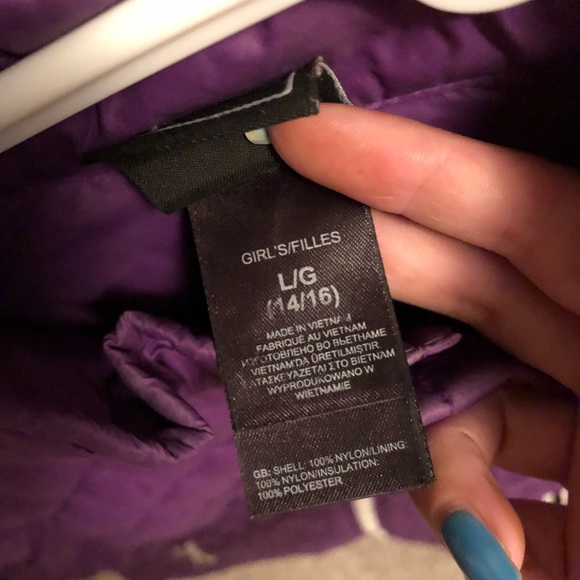 GIRL'S/FILLES
L/G
(14/16)
MADE IN VIETNAM
FABRIQUÉ AU VIETNAM
ИЗГОТОВЛЕНО ВО ВЬЕТНАМЕ
VIETNAM'DA ÜRETILMIŞTIR
ΚΑΤΑΣΚΕΥΑΖΕΤΑΙ ΣΤΟ ΒΙΕΤΝΑΜ
WYPRODUKOWANO W
WIETNAMIE
GB: SHELL: 100% NYLON/LINING:
100% NYLON/INSULATION:
100% POLYESTER